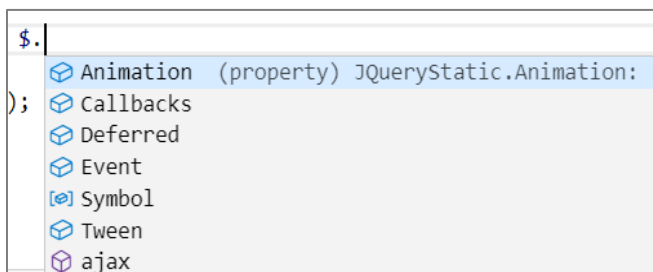 $.
Animation (property) JQueryStatic.Animation:
); Callbacks
Deferred
Event
Symbol
Tween
ajax